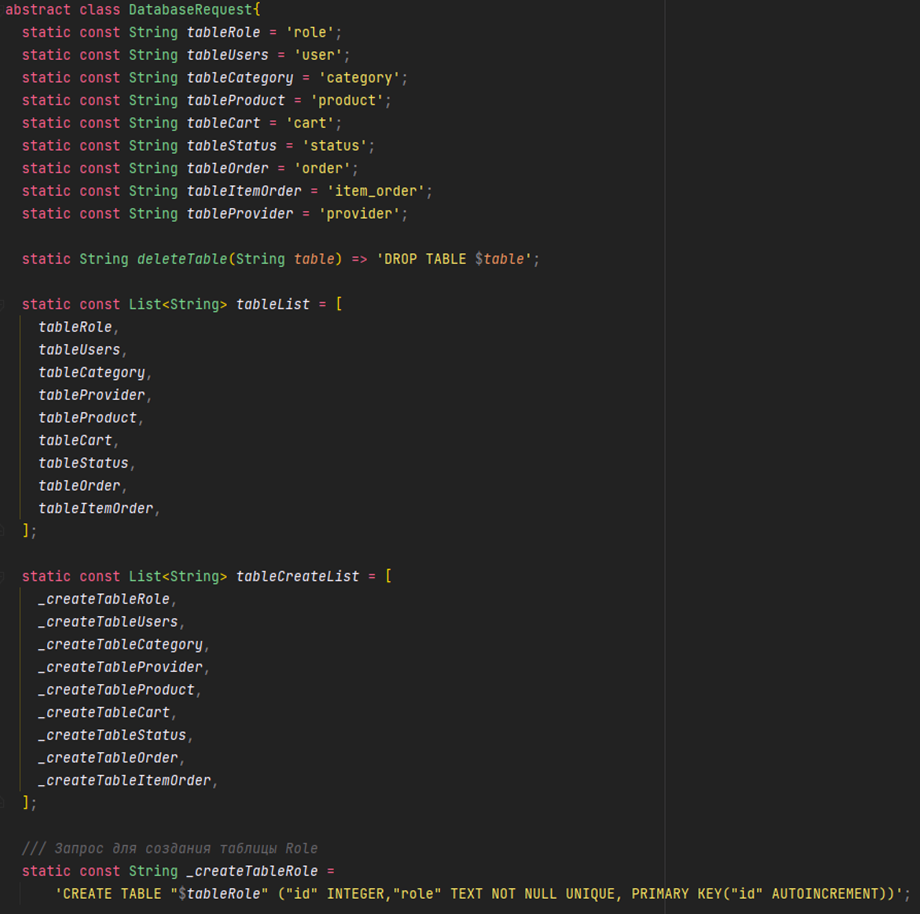 abstract class DatabaseRequest{
static const String tableRole = 'role';
static const String tableUsers = 'user';
static const String tableCategory = 'category';
static const String tableProduct = 'product';
static const String tableCart = 'cart';
static const String tableStatus = 'status';
static const String tableOrder = 'order';
static const String tableItemOrder = 'item_order';
static const String tableProvider = 'provider';
static String deleteTable(String table) => 'DROP TABLE $table';
static const List<String> tableList = [
tableRole,
tableUsers,
tableCategory,
tableProvider,
tableProduct,
tableCart,
tableStatus,
tableOrder,
tableItemOrder,
];
static const List<String> tableCreateList = [
_createTableRole,
_createTableUsers,
_createTableCategory,
_createTableProvider,
_createTableProduct,
_createTableCart,
_createTableStatus,
_createTableOrder,
_createTableItemOrder,
];
/// Запрос для создания таблицы Role
static const String _createTableRole =
'CREATE TABLE "$tableRole" ("id" INTEGER,"role" TEXT NOT NULL UNIQUE, PRIMARY KEY("id" AUTOINCREMENT))';